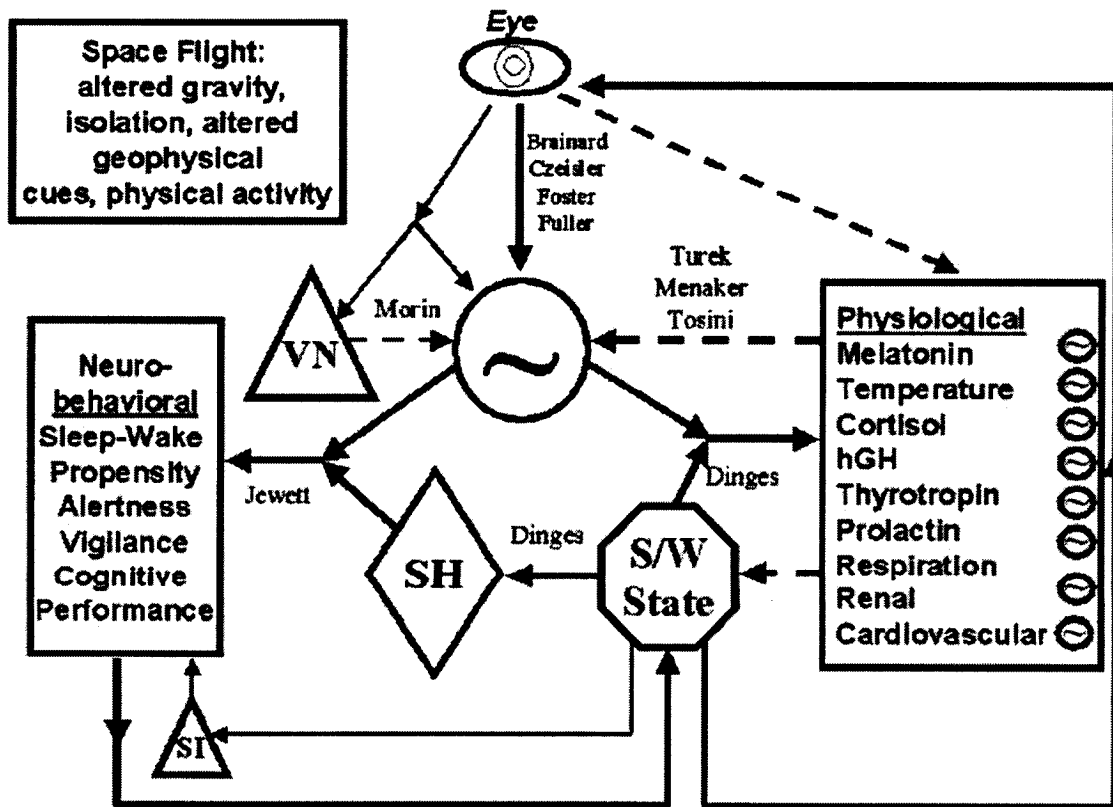 Eye
Space Flight:
altered gravity,
isolation, altered
geophysical
cues, physical activity
Brainard
Czeisler
Foster
Fuller
Turek
Menaker
Tosini
Morin
VN
~
Physiological
Melatonin
Temperature
Cortisol
hGH
Thyrotropin
Prolactin
Respiration
Renal
Cardiovascular
Neuro-
behavioral
Sleep-Wake
Propensity
Alertness
Vigilance
Cognitive
Performance
Jewett
Dinges
Dinges
SH
S/W
State
SI